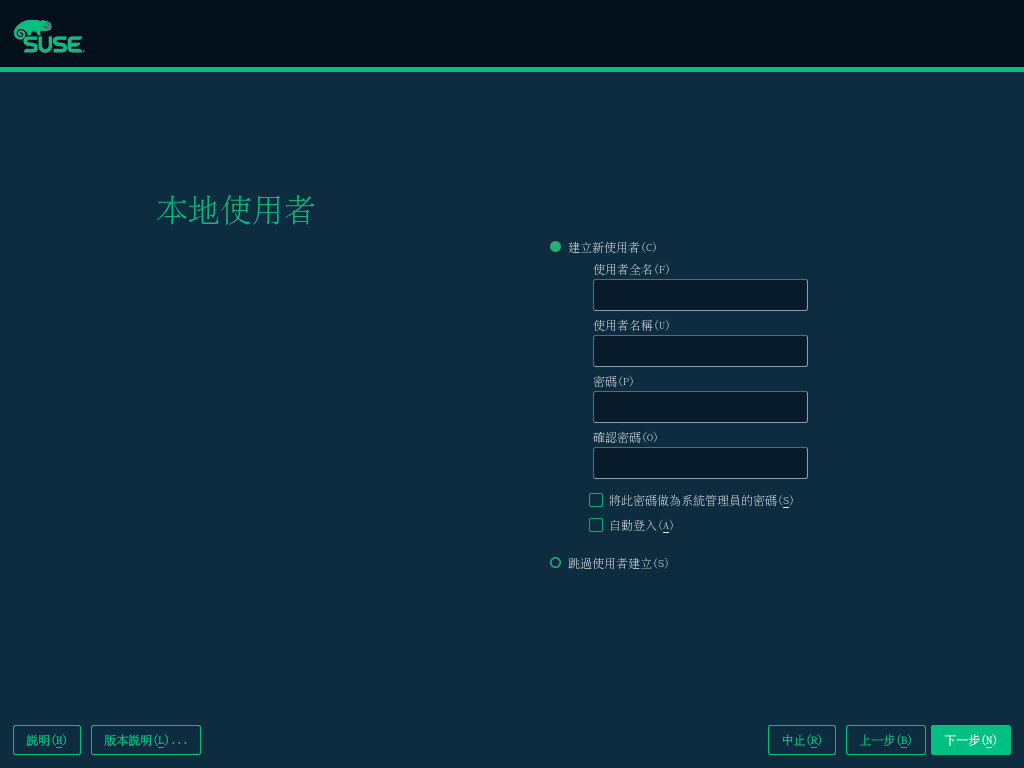 SUSE
本地使用者
建立新使用者(C)
使用者全名(F)
使用者名稱(U)
密碼(P)
確認密碼(O)
將此密碼做為系統管理員的密碼(S)
自動登入(A)
跳過使用者建立(S)
說明(H)
版本說明(L)...
中止(R)
上一步(B)
下一步(N)